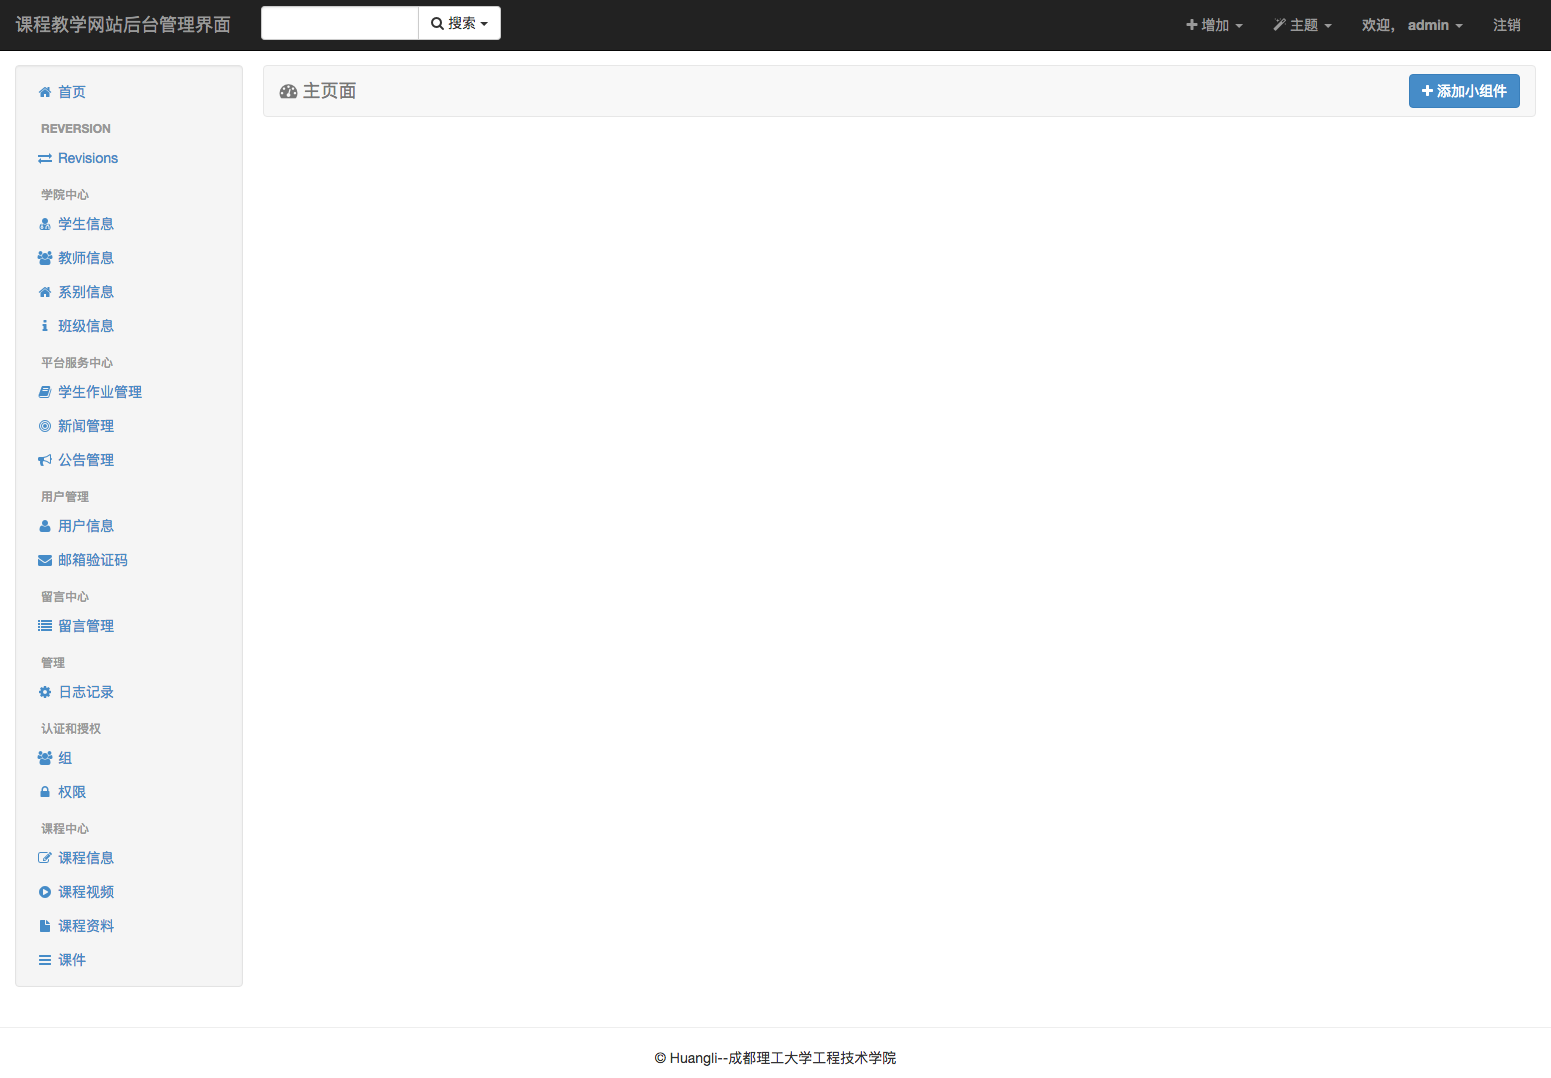 课程教学网站后台管理界面 搜索 增加 主题 欢迎， admin 注销
首页
REVERSION
Revisions
学院中心
学生信息
教师信息
系别信息
班级信息
平台服务中心
学生作业管理
新闻管理
公告管理
用户管理
用户信息
邮箱验证码
留言中心
留言管理
管理
日志记录
认证和授权
组
权限
课程中心
课程信息
课程视频
课程资料
课件
主页面 添加小组件
© Huangli--成都理工大学工程技术学院